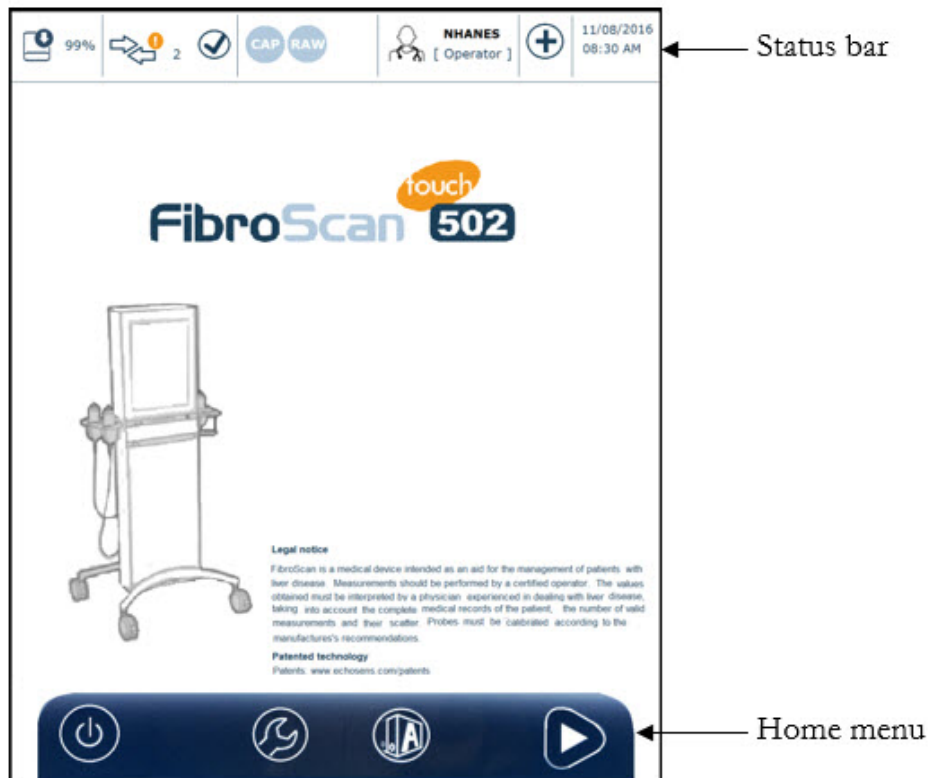 99%
2
CAP RAW
NHANES
[ Operator ]
11/08/2016
08:30 AM
Status bar
touch
FibroScan 502
Legal notice
FibroScan is a medical device intended as an aid for the management of patients with
liver disease. Measurements should be performed by a certified operator. The values
obtained must be interpreted by a physician experienced in dealing with liver disease,
taking into account the complete medical records of the patient, the number of valid
measurements and their scatter. Probes must be calibrated according to the
manufactures's recommendations.
Patented technology
Patents: www.echosens.com/patents
A
Home menu